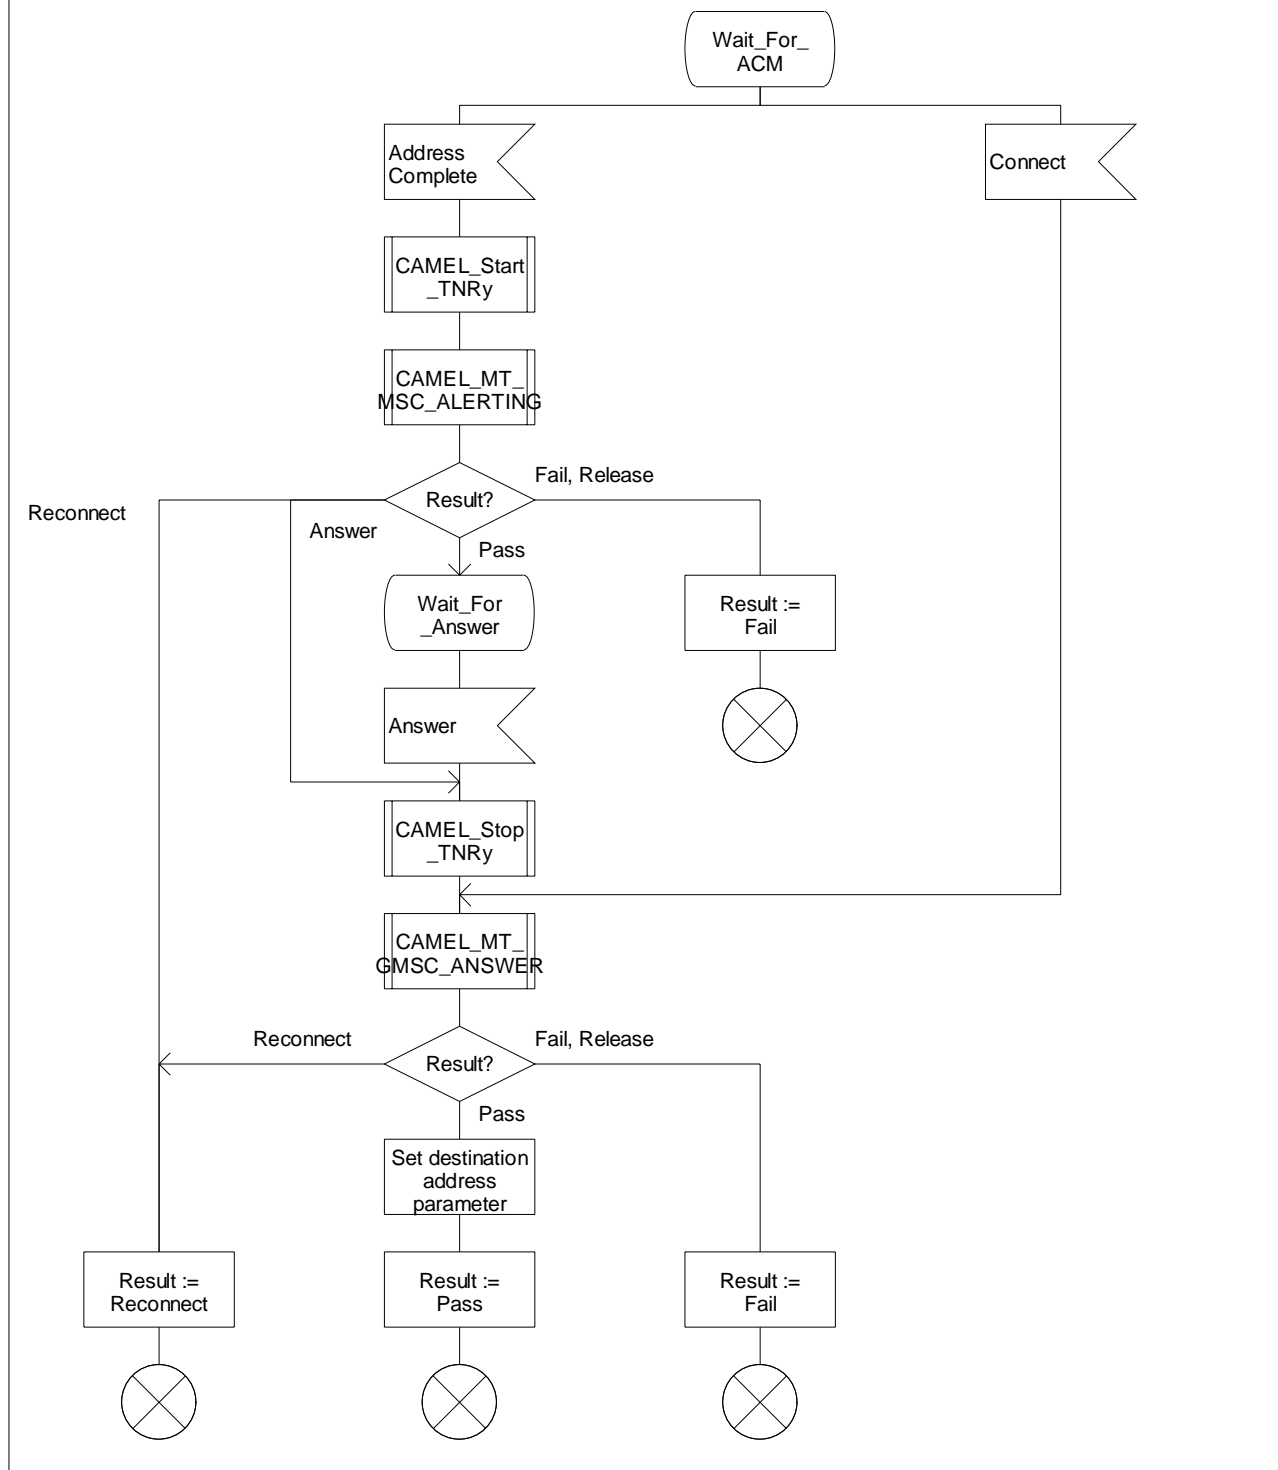 Wait_For_
ACM
Address
Complete
Connect
CAMEL_Start
_TNRy
CAMEL_MT_
MSC_ALERTING
Fail, Release
Result?
Reconnect
Answer
Pass
Wait_For
_Answer
Result :=
Fail
Answer
CAMEL_Stop
_TNRy
CAMEL_MT_
GMSC_ANSWER
Reconnect
Fail, Release
Result?
Pass
Set destination
address
parameter
Result :=
Reconnect
Result :=
Pass
Result :=
Fail